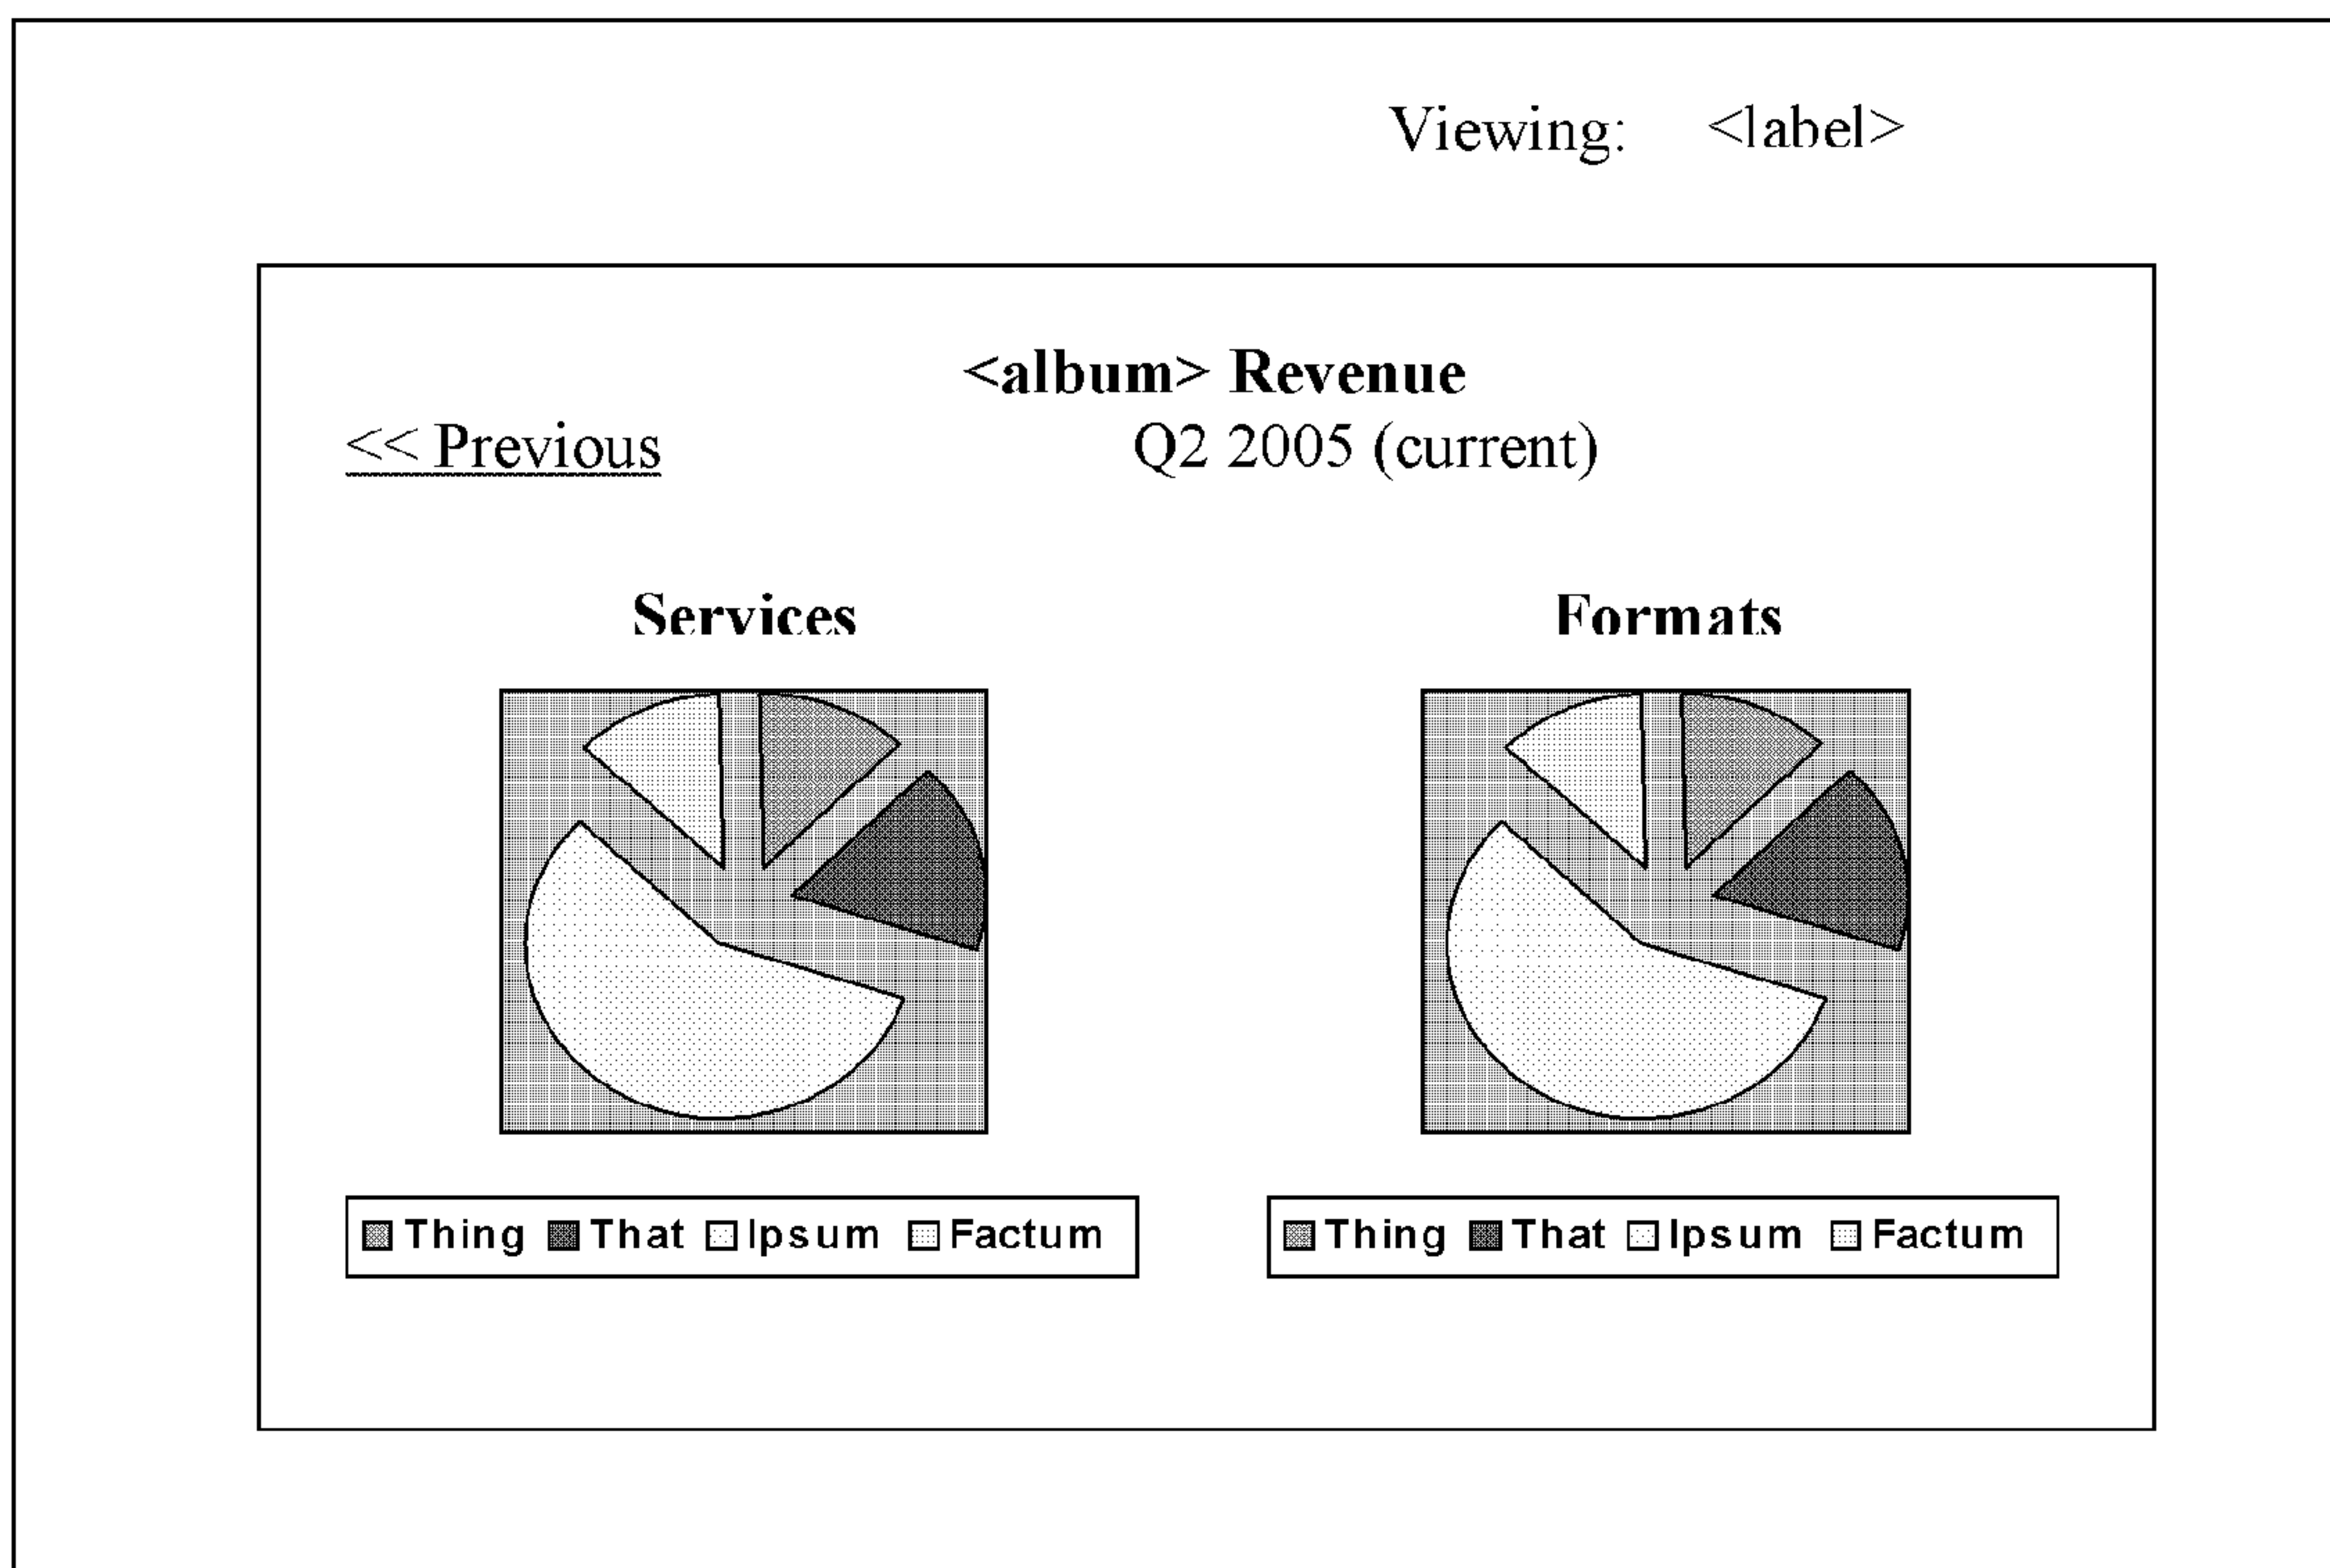 Viewing: <label>
<album> Revenue
<< Previous Q2 2005 (current)
Services Formats
Thing That Ipsum Factum Thing That Ipsum Factum